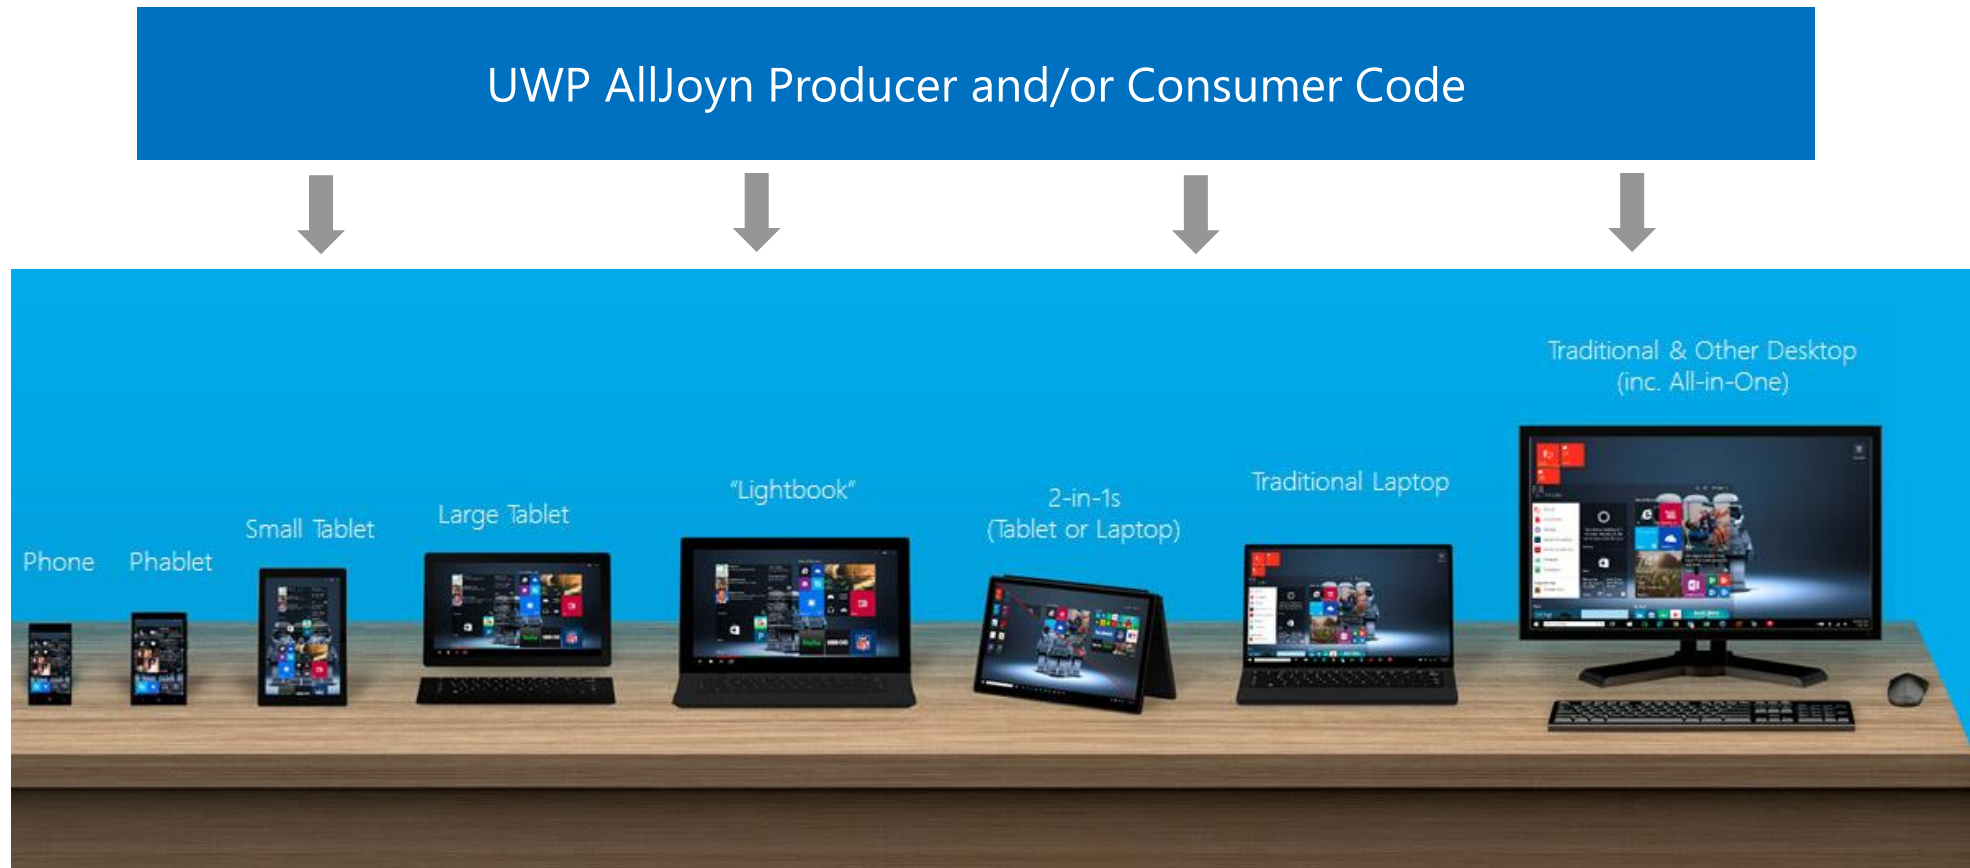 UWP AllJoyn Producer and/or Consumer Code
Traditional & Other Desktop
(inc. All-in-One)
Traditional Laptop
"Lightbook"
2-in-1s
(Tablet or Laptop)
Large Tablet
Small Tablet
Phone
Phablet